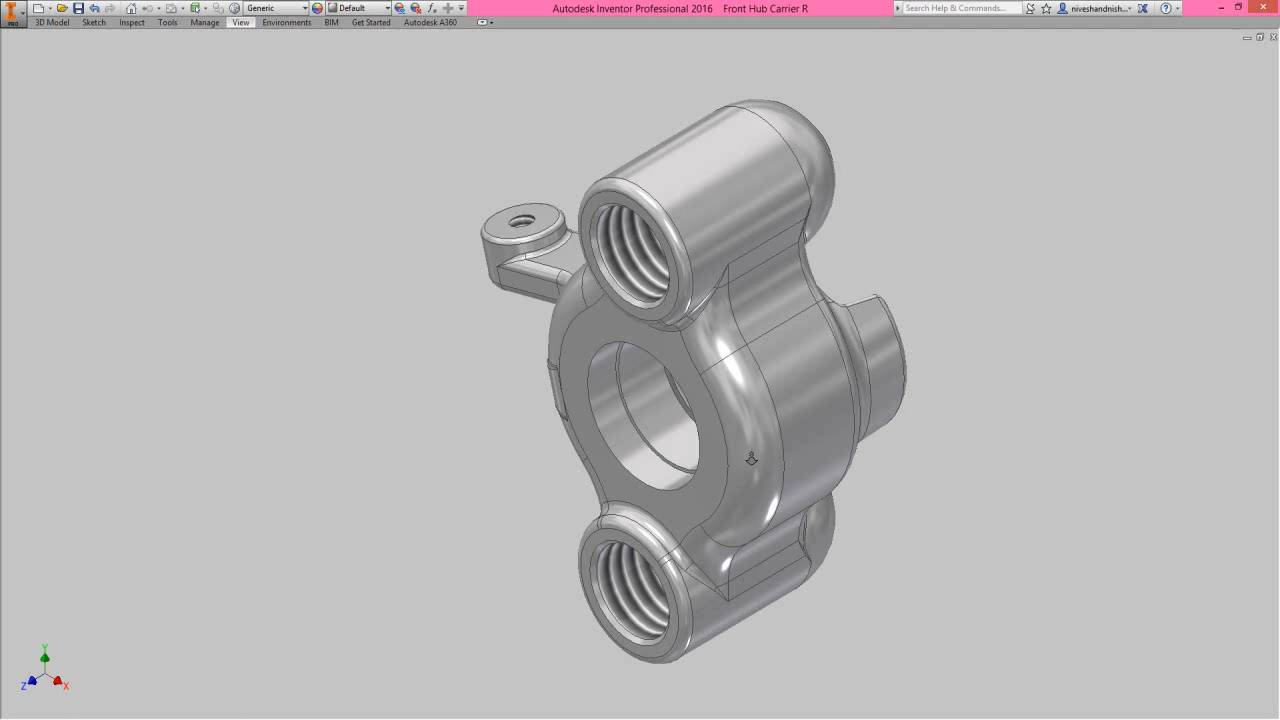 Generic
Default
Autodesk Inventor Professional 2016 Front Hub Carrier R
Search Help & Commands...
niveshandnish...
PRO
3D Model Sketch Inspect Tools Manage View Environments BIM Get Started Autodesk A360
Y
Z
X